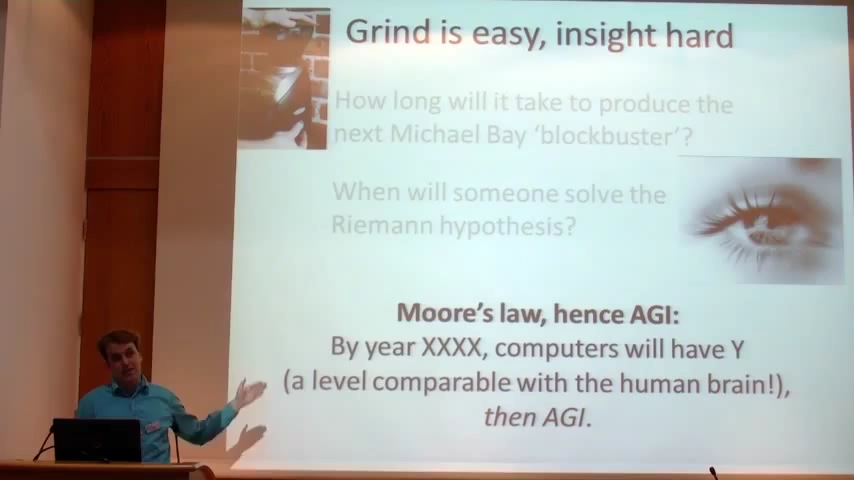 Grind is easy, insight hard
How long will it take to produce the
next Michael Bay ‘blockbuster’?
When will someone solve the
Riemann hypothesis?
Moore’s law, hence AGI:
By year XXXX, computers will have Y
(a level comparable with the human brain!),
then AGI.